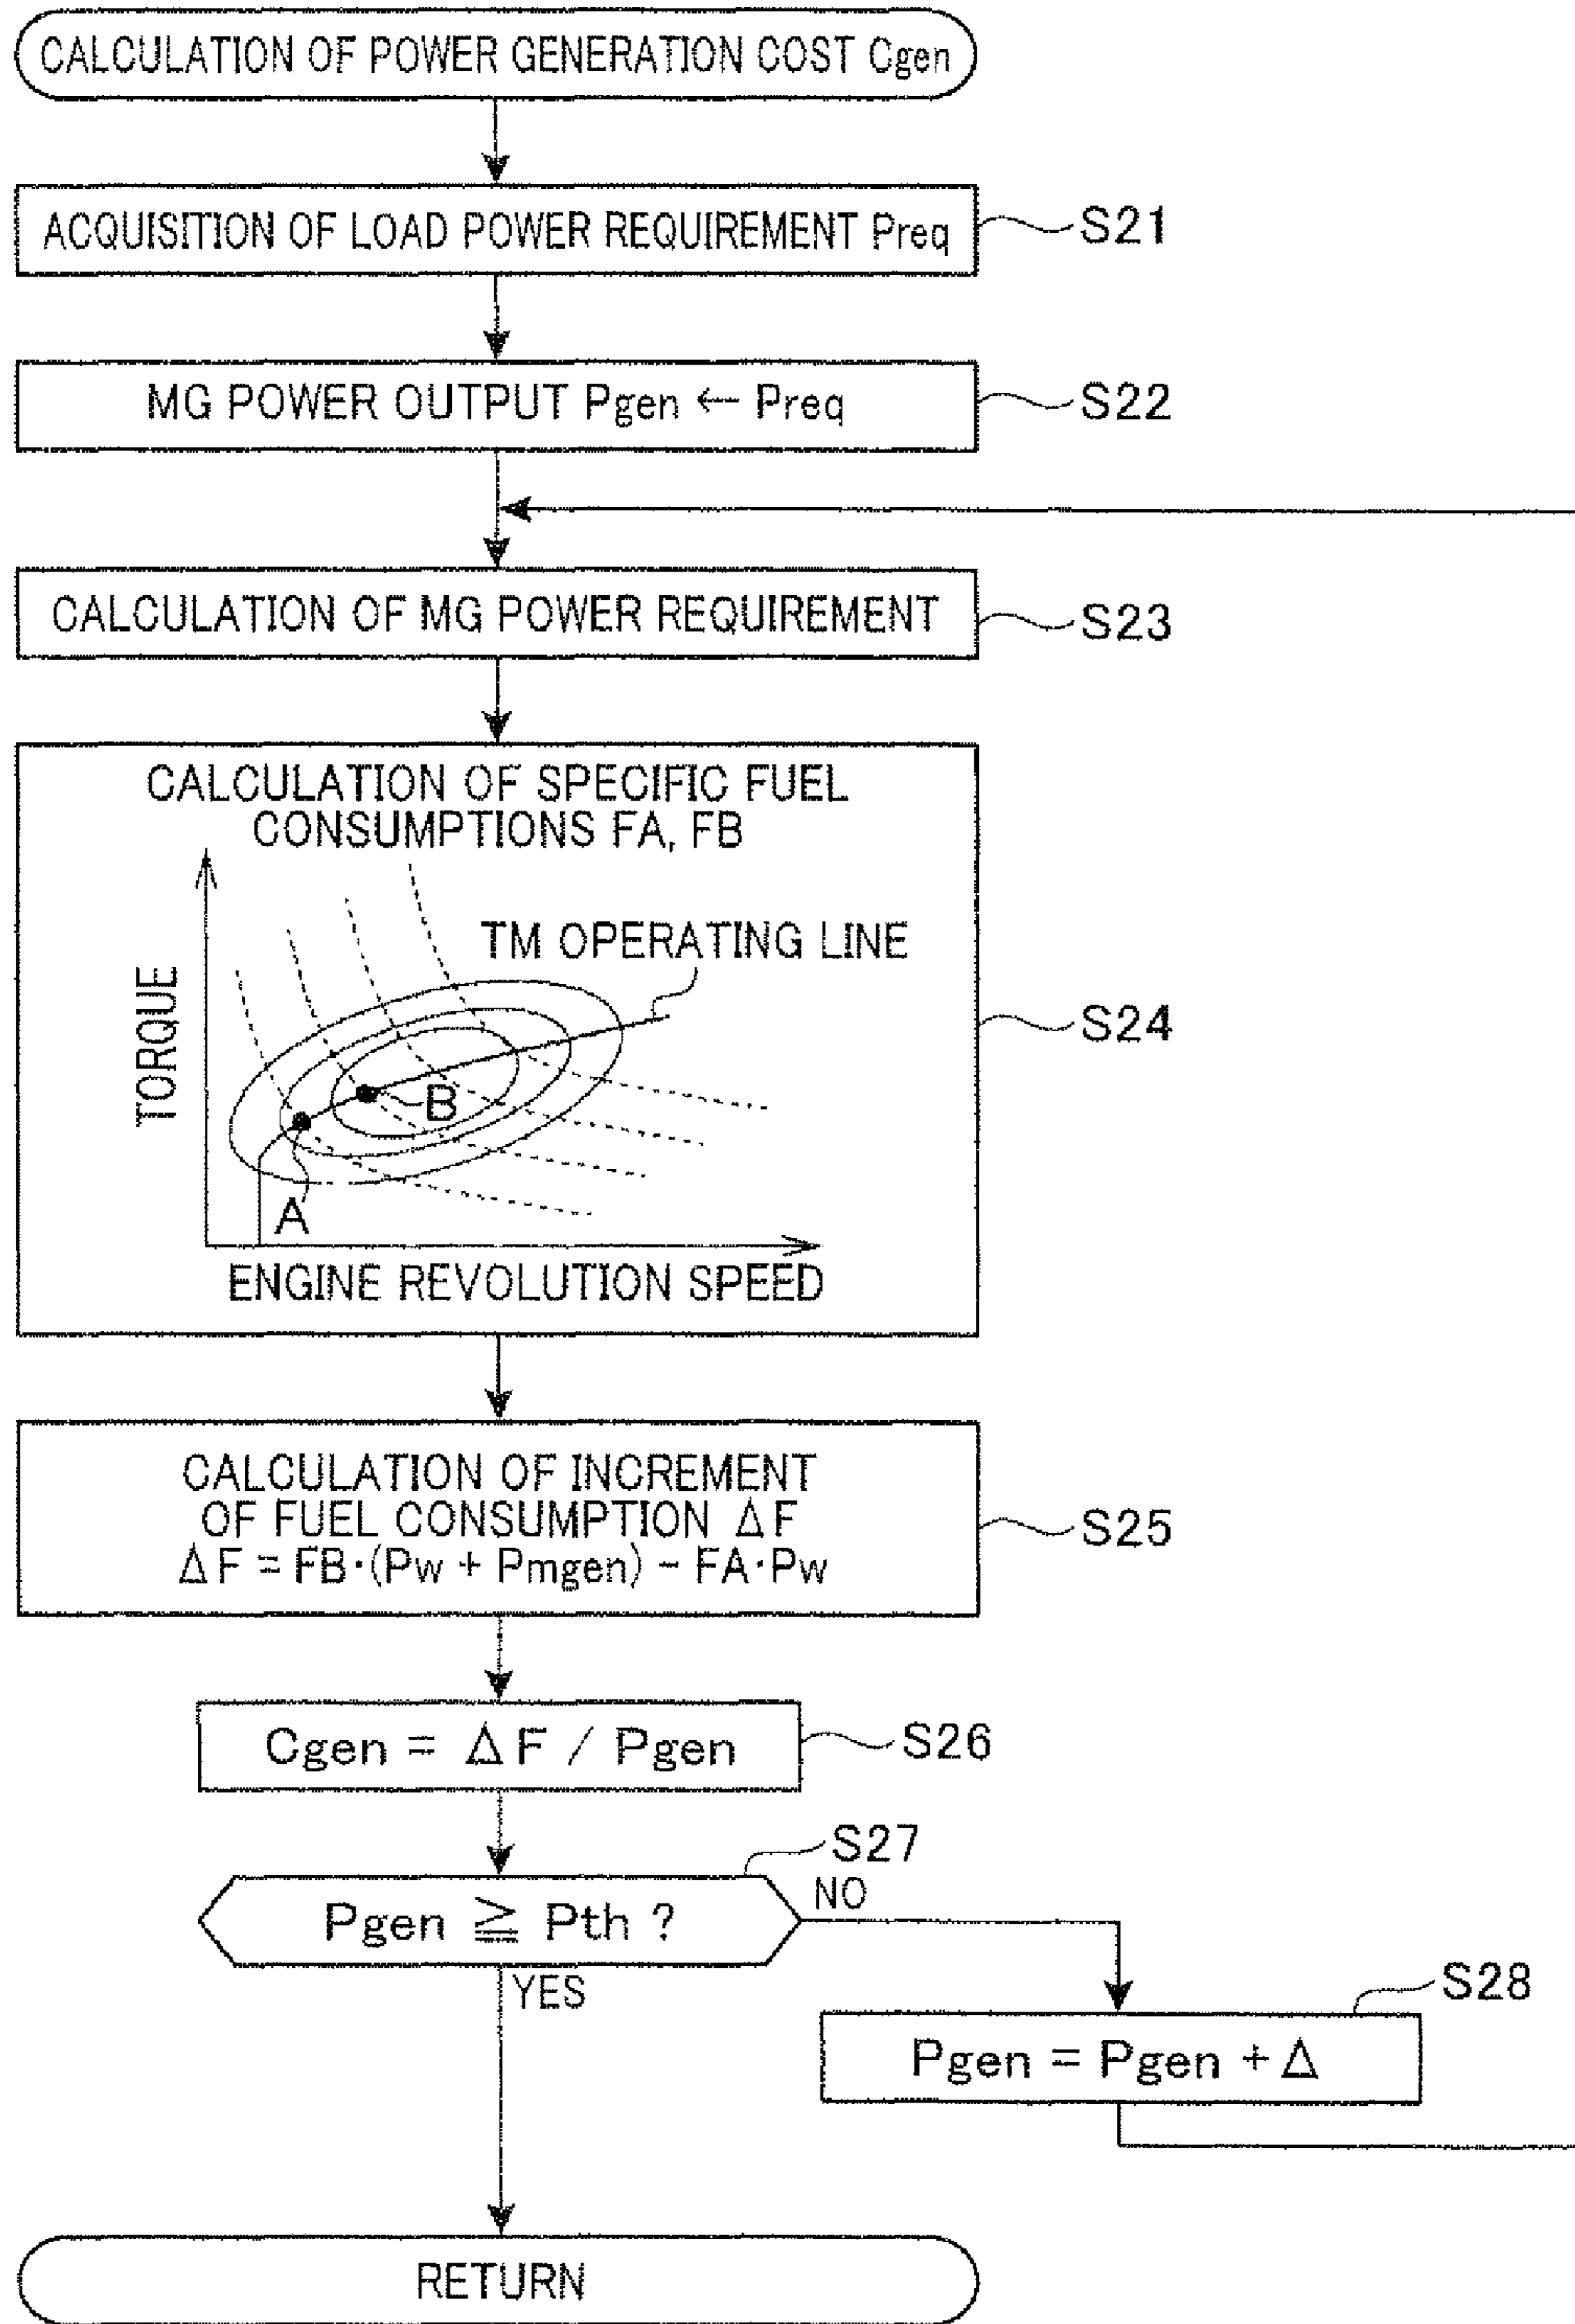 CALCULATION OF POWER GENERATION COST Cgen
ACQUISITION OF LOAD POWER REQUIREMENT Preq
S21
MG POWER OUTPUT Pgen ← Preq
S22
CALCULATION OF MG POWER REQUIREMENT
S23
CALCULATION OF SPECIFIC FUEL
CONSUMPTIONS FA, FB
TM OPERATING LINE
TORQUE
B
A
ENGINE REVOLUTION SPEED
S24
CALCULATION OF INCREMENT
OF FUEL CONSUMPTION ΔF
ΔF = FB·(Pw + Pmgen) - FA·Pw
S25
Cgen = ΔF / Pgen
S26
S27
Pgen ≧ Pth ?
NO
YES
S28
Pgen = Pgen + Δ
RETURN